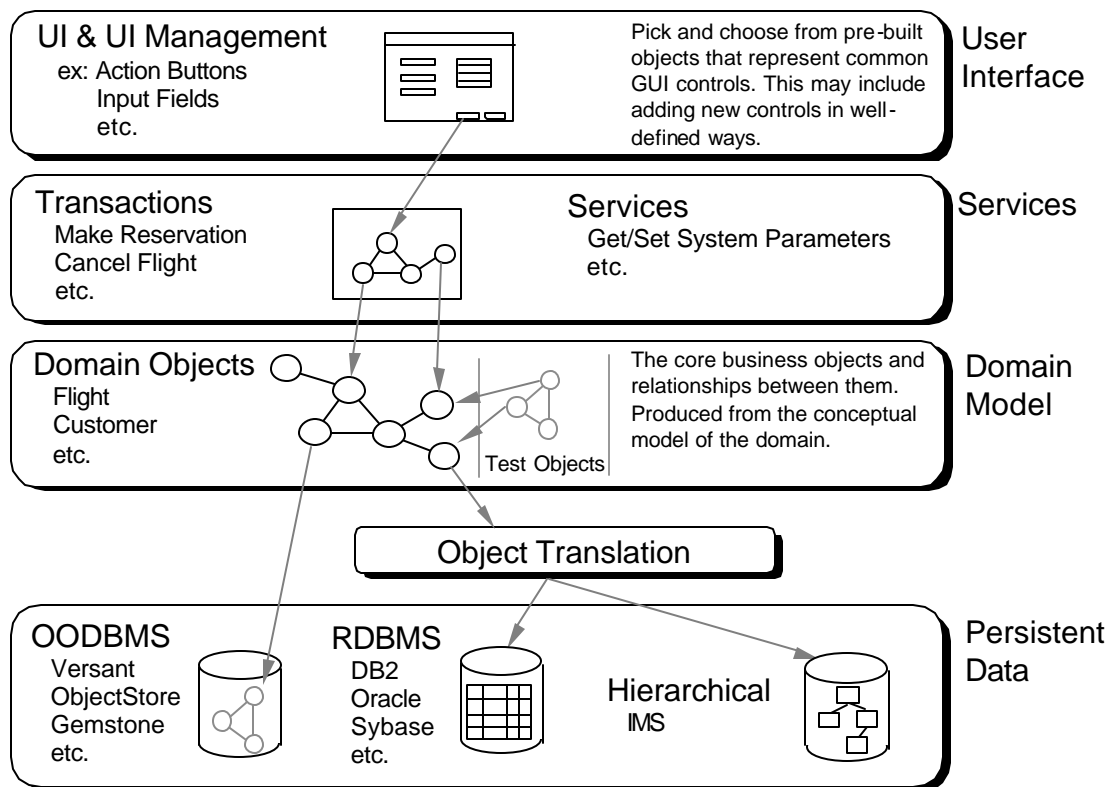 UI & UI Management
ex: Action Buttons
Input Fields
etc.
Pick and choose from pre-built
objects that represent common
GUI controls. This may include
adding new controls in well-
defined ways.
User
Interface
Transactions
Make Reservation
Cancel Flight
etc.
Services
Get/Set System Parameters
etc.
Services
Domain Objects
Flight
Customer
etc.
Test Objects
The core business objects and
relationships between them.
Produced from the conceptual
model of the domain.
Domain
Model
Object Translation
OODBMS
Versant
ObjectStore
Gemstone
etc.
RDBMS
DB2
Oracle
Sybase
etc.
Hierarchical
IMS
Persistent
Data